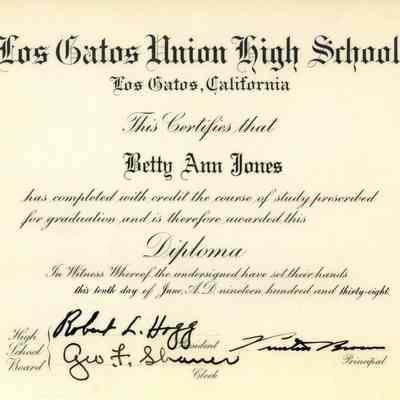 Los Gatos Union High School
Los Gatos, California
This Certifies that
Betty Ann Jones
has completed with credit the course of study prescribed
for graduation and is therefore awarded this
Diploma
In Witness Whereof the undersigned have set their hands
this tenth day of June, A.D. nineteen hundred and thirty-eight.
High School Board
Robert L. Hogg
Geo F. Shaner
Clerk
Principal